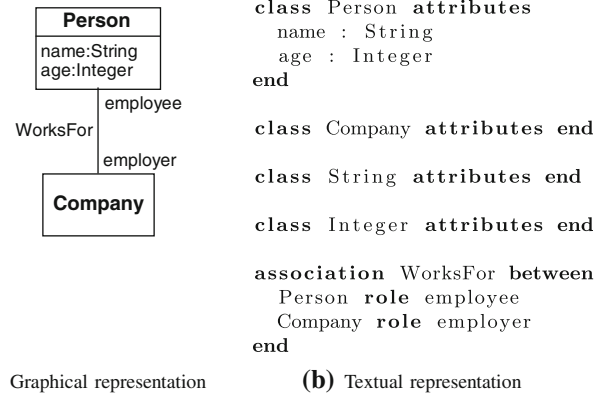 Person
name:String
age:Integer
employee
WorksFor
employer
Company
Graphical representation
class Person attributes
name : String
age : Integer
end
class Company attributes end
class String attributes end
class Integer attributes end
association WorksFor between
Person role employee
Company role employer
end
(b) Textual representation